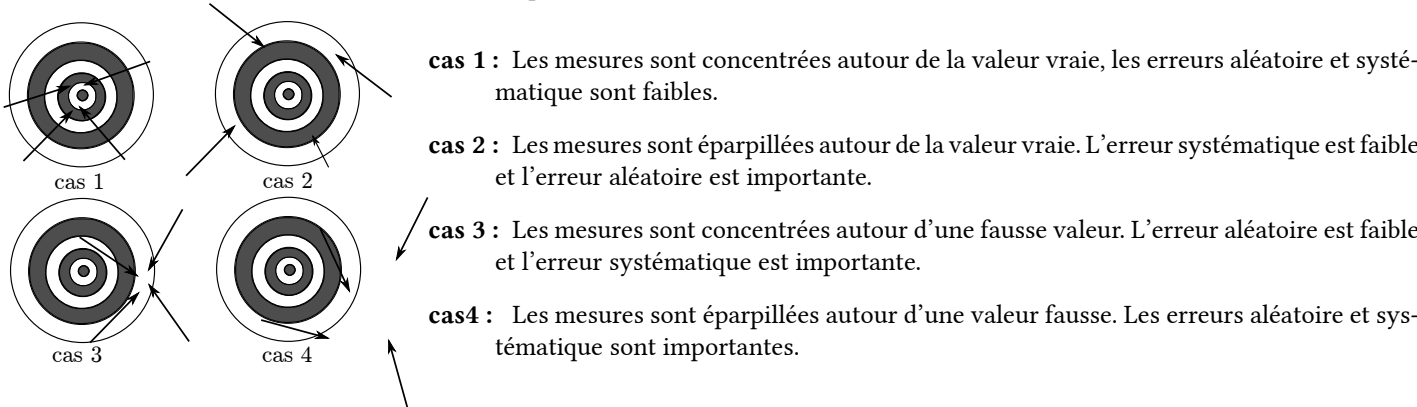 cas 1 : Les mesures sont concentrées autour de la valeur vraie, les erreurs aléatoire et systé-
matique sont faibles.
cas 2 : Les mesures sont éparpillées autour de la valeur vraie. L'erreur systématique est faible
et l'erreur aléatoire est importante.
cas 1
cas 2
cas 3 : Les mesures sont concentrées autour d'une fausse valeur. L'erreur aléatoire est faible
et l'erreur systématique est importante.
cas4 : Les mesures sont éparpillées autour d'une valeur fausse. Les erreurs aléatoire et sys-
tématique sont importantes.
cas 3
cas 4